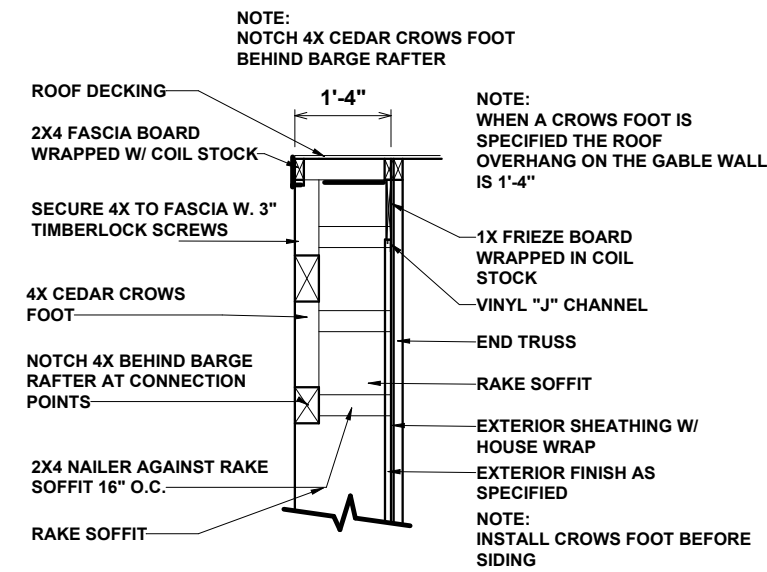 NOTE:
NOTCH 4X CEDAR CROWS FOOT
BEHIND BARGE RAFTER
ROOF DECKING
1'-4"
2X4 FASCIA BOARD
WRAPPED W/ COIL STOCK
SECURE 4X TO FASCIA W. 3"
TIMBERLOCK SCREWS
4X CEDAR CROWS
FOOT
NOTCH 4X BEHIND BARGE
RAFTER AT CONNECTION
POINTS
2X4 NAILER AGAINST RAKE
SOFFIT 16" O.C.
RAKE SOFFIT
NOTE:
WHEN A CROWS FOOT IS
SPECIFIED THE ROOF
OVERHANG ON THE GABLE WALL
IS 1'-4"
1X FRIEZE BOARD
WRAPPED IN COIL
STOCK
VINYL "J" CHANNEL
END TRUSS
RAKE SOFFIT
EXTERIOR SHEATHING W/
HOUSE WRAP
EXTERIOR FINISH AS
SPECIFIED
NOTE:
INSTALL CROWS FOOT BEFORE
SIDING